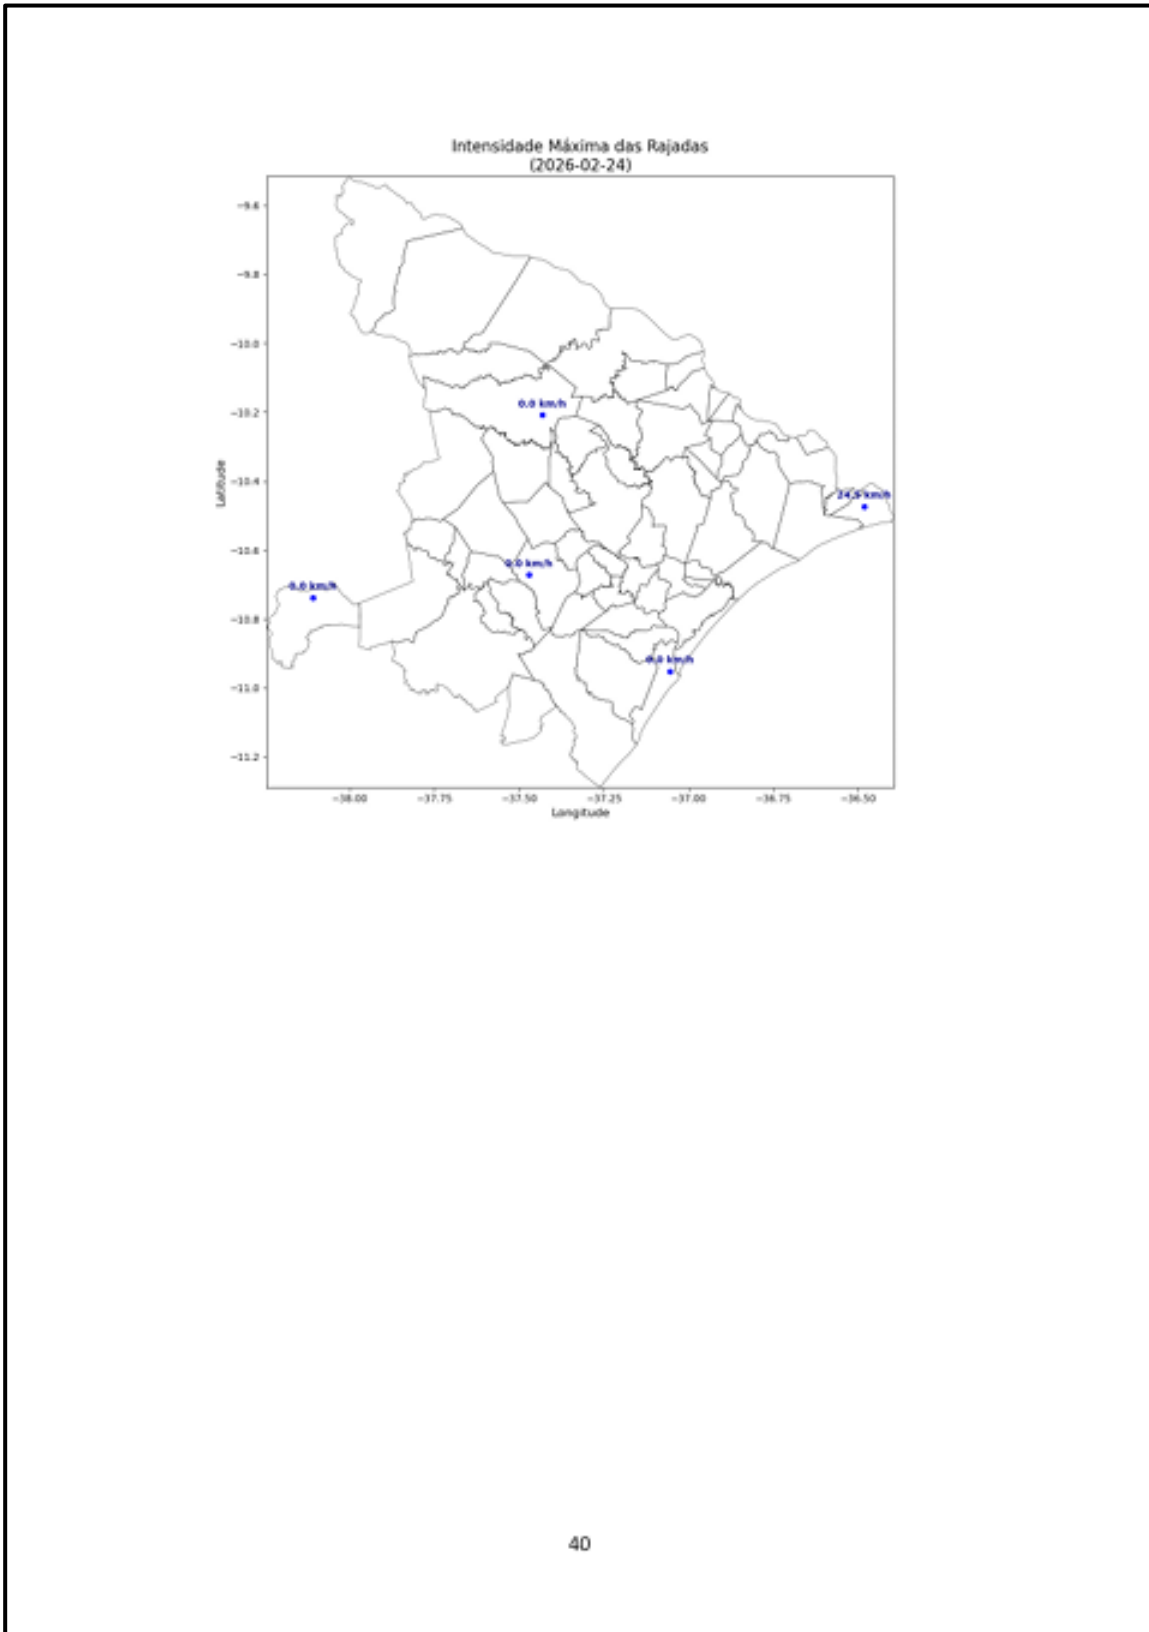 Intensidade Máxima das Rajadas
(2026-02-24)
−9.6
−9.8
−10.0
−10.2
−10.4
−10.6
−10.8
−11.0
−11.2
Latitude
0.0 km/h
24.5 km/h
0.0 km/h
0.0 km/h
0.0 km/h
−38.00
−37.75
−37.50
−37.25
−37.00
−36.75
−36.50
Longitude
40